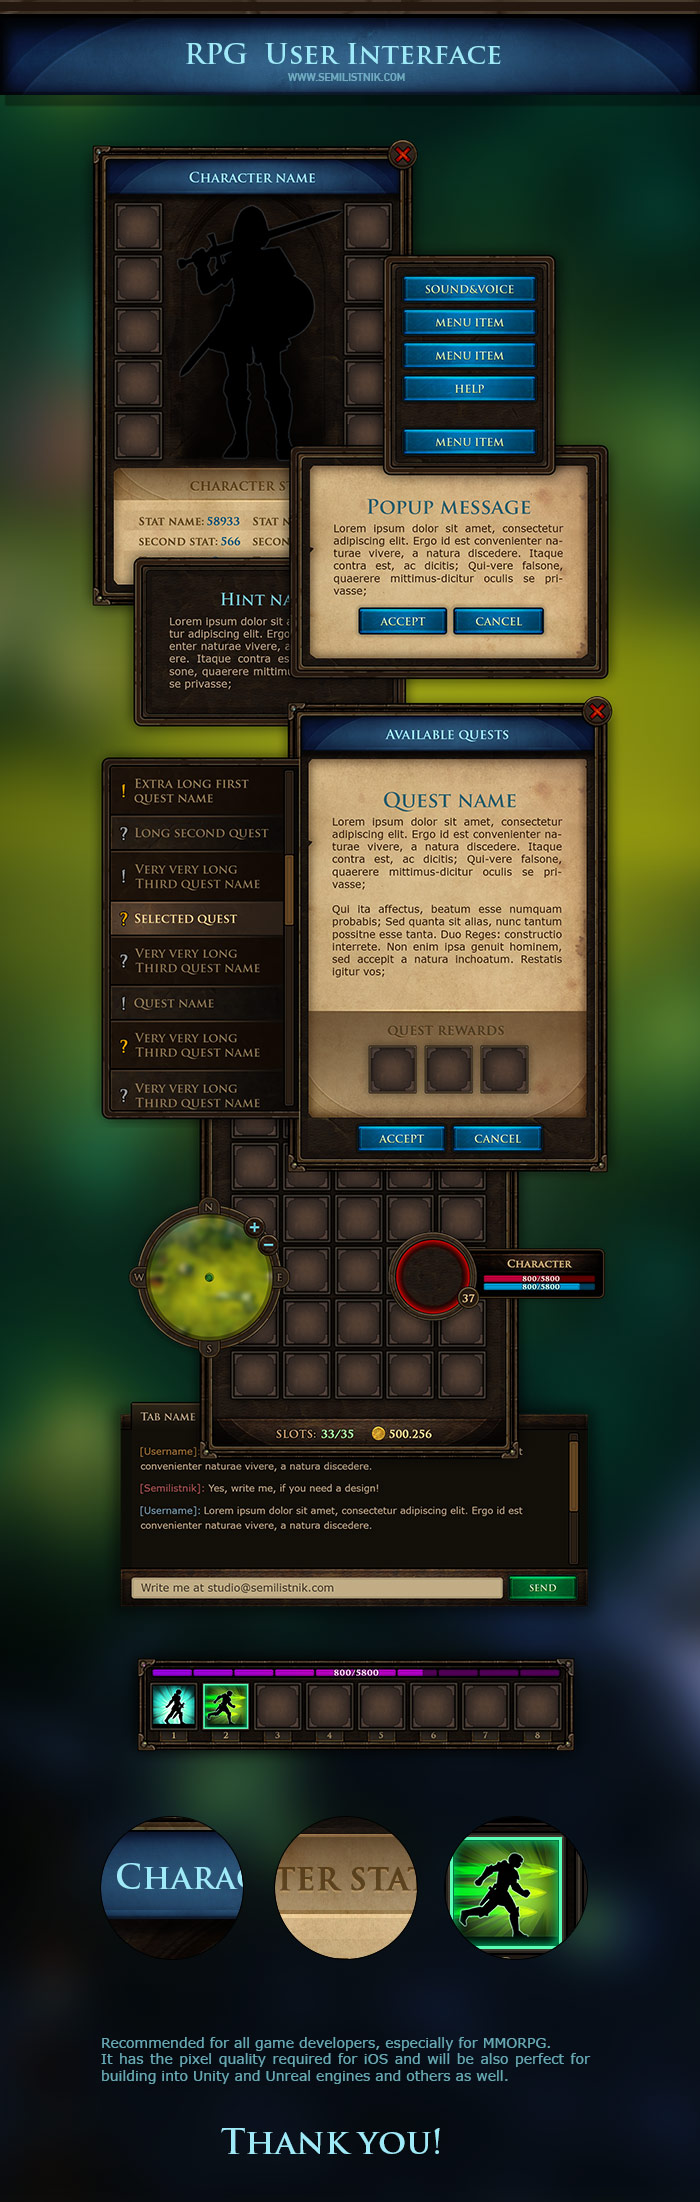 RPG User Interface
WWW.SEMILISTNIK.COM
Character name
SOUND&VOICE
MENU ITEM
MENU ITEM
HELP
MENU ITEM
CHARACTER ST
STAT NAME: 58933 STAT N
SECOND STAT: 566 SECON
Popup message
Lorem ipsum dolor sit amet, consectetur
adipiscing elit. Ergo id est convenienter na-
turae vivere, a natura discedere. Itaque
contra est, ac dicitis; Qui-vere falsone,
quaerere mittimus-dicitur oculis se pri-
vasse;
ACCEPT CANCEL
Hint na
Lorem ipsum dolor sit a
tur adipiscing elit. Ergo
enter naturae vivere, a
ere. Itaque contra es
sone, quaerere mittimu
se privasse;
Available quests
Extra long first
quest name
Long second quest
Very very long
Third quest name
Selected quest
Very very long
Third quest name
Quest name
Very very long
Third quest name
Very very long
Third quest name
Quest name
Lorem ipsum dolor sit amet, consectetur
adipiscing elit. Ergo id est convenienter na-
turae vivere, a natura discedere. Itaque
contra est, ac dicitis; Qui-vere falsone,
quaerere mittimus-dicitur oculis se pri-
vasse;
Qui ita affectus, beatum esse numquam
probabis; Sed quanta sit alias, nunc tantum
possitne esse tanta. Duo Reges: constructio
interrete. Non enim ipsa genuit hominem,
sed accepit a natura inchoatum. Restatis
igitur vos;
QUEST REWARDS
ACCEPT CANCEL
N
W E
S
+
−
Character
800/5800
800/5800
37
SLOTS: 33/35 500.256
Tab name
[Username] t
convenienter naturae vivere, a natura discedere.
[Semilistnik]: Yes, write me, if you need a design!
[Username]: Lorem ipsum dolor sit amet, consectetur adipiscing elit. Ergo id est
convenienter naturae vivere, a natura discedere.
Write me at studio@semilistnik.com SEND
800/5800
1 2 3 4 5 6 7 8
Charac
TER STAT
Recommended for all game developers, especially for MMORPG.
It has the pixel quality required for iOS and will be also perfect for
building into Unity and Unreal engines and others as well.
Thank you!